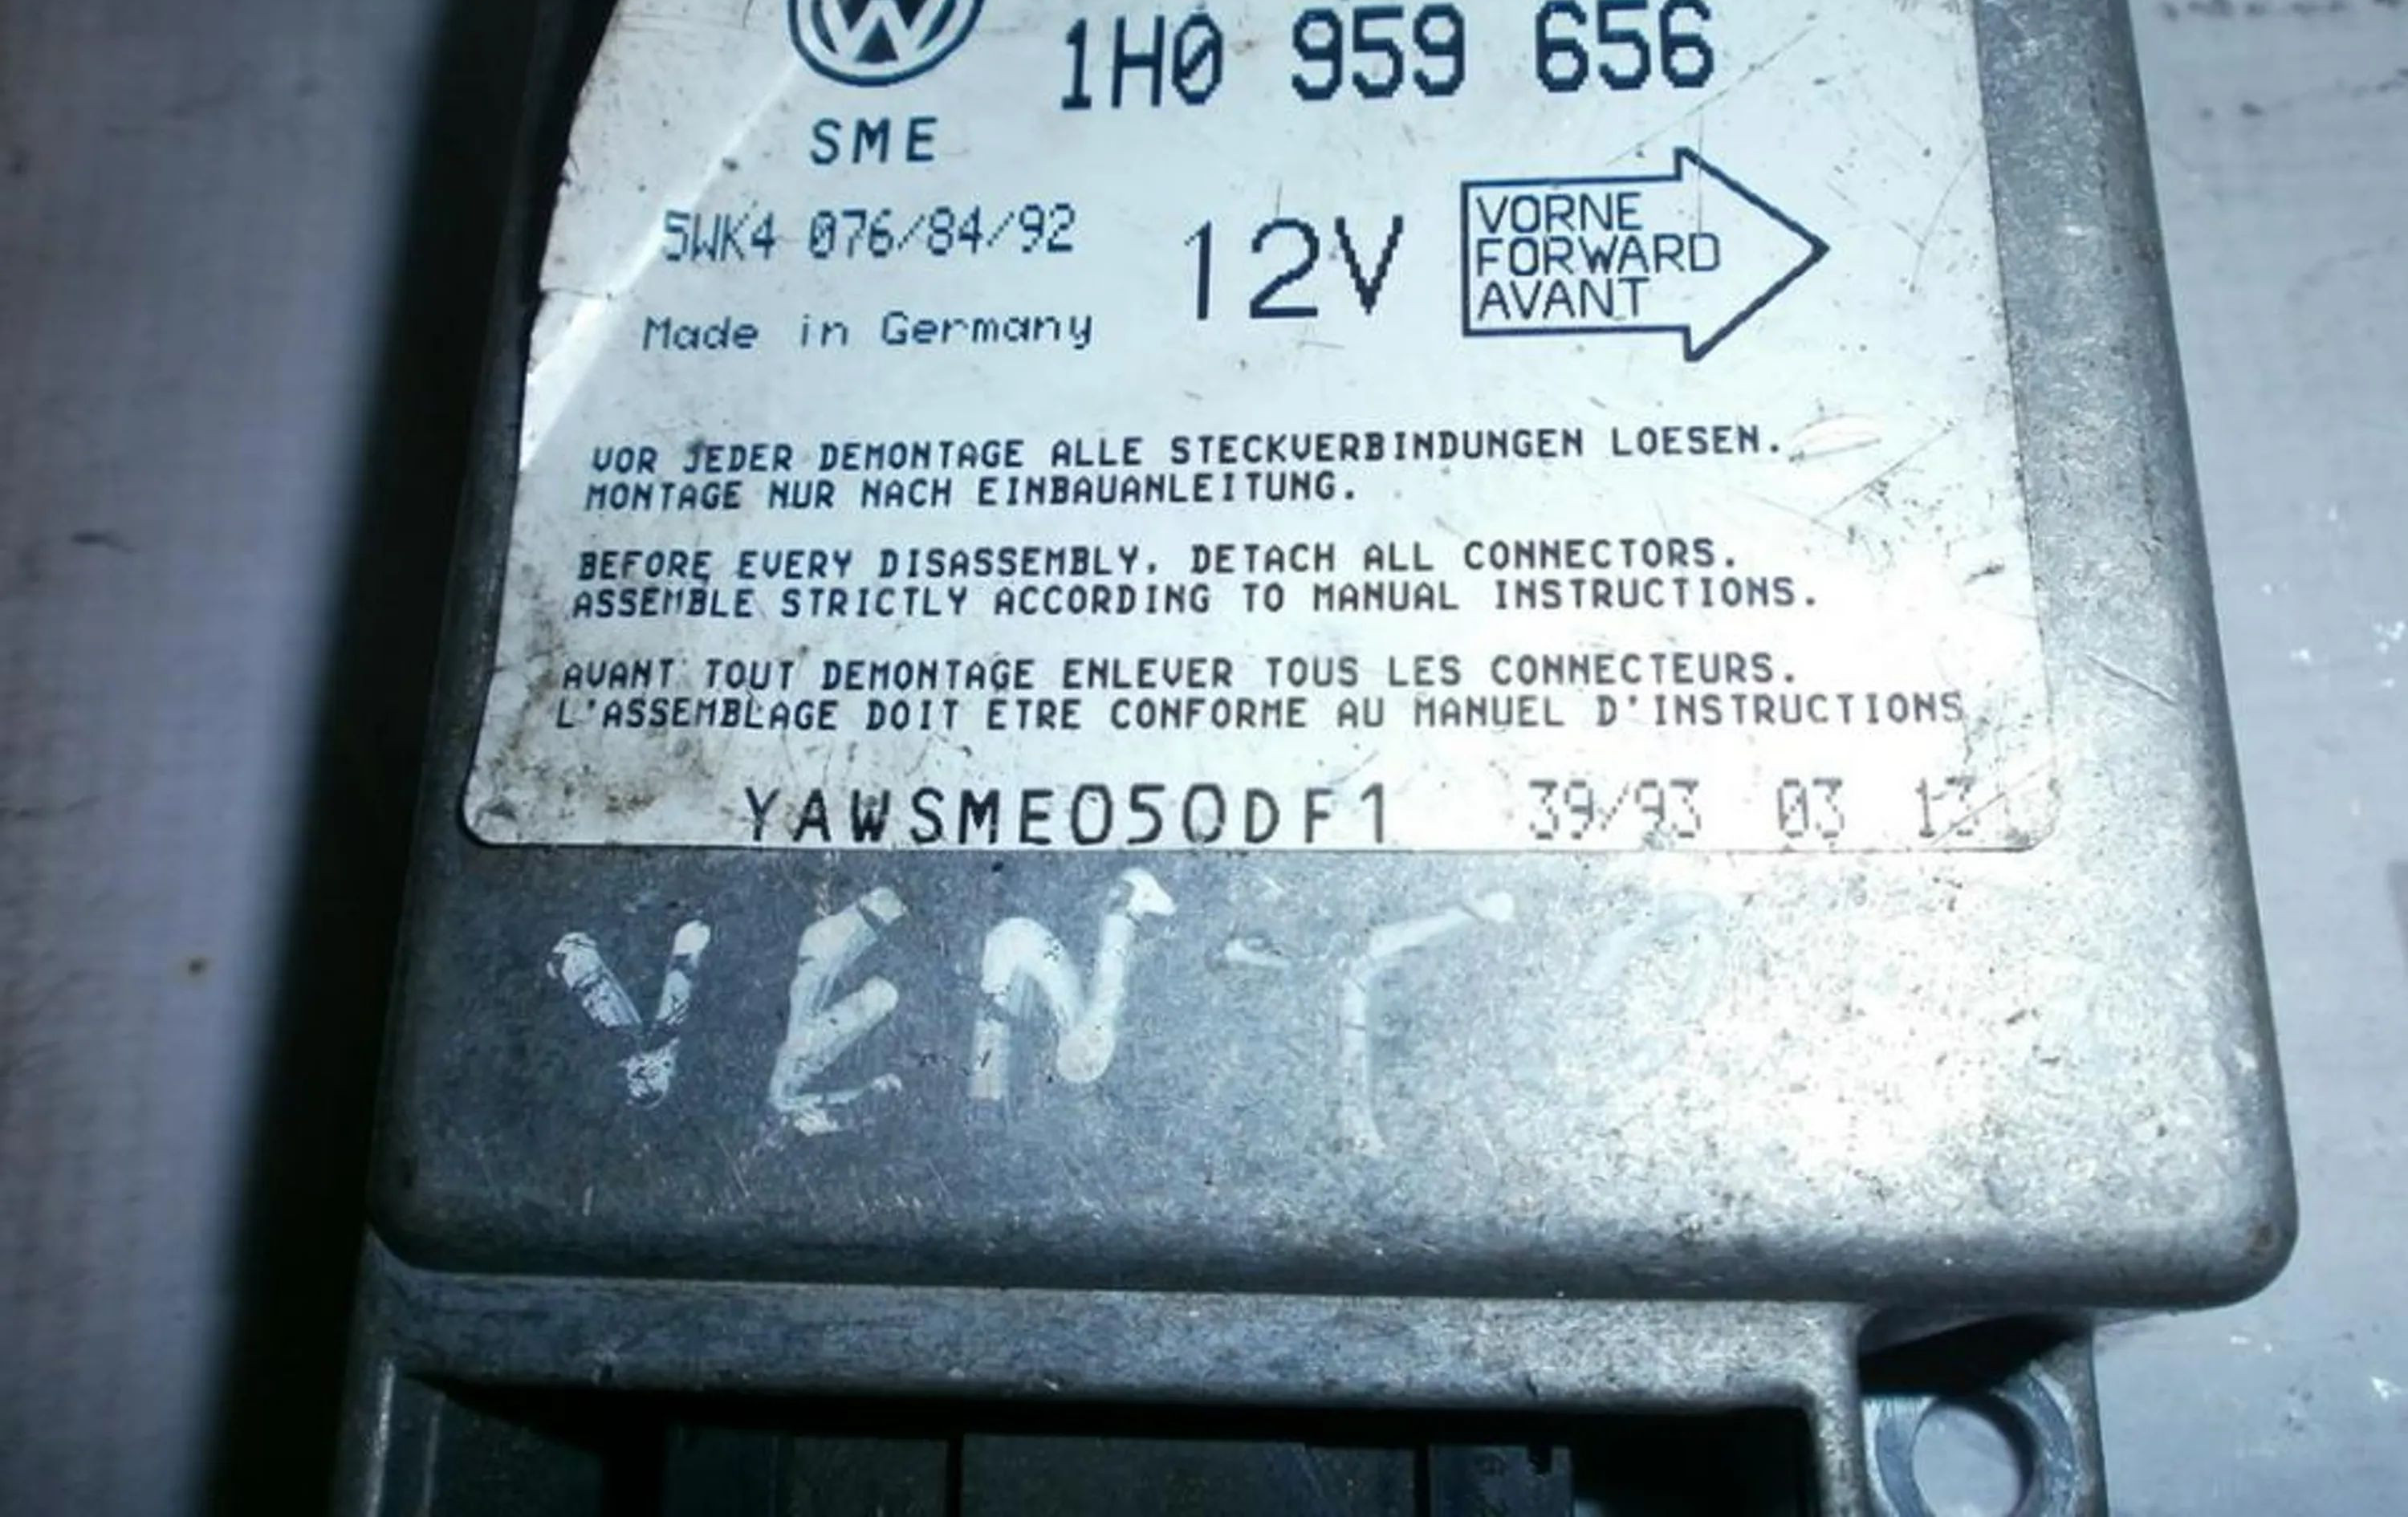 1H0 959 656
SME
5WK4 076/84/92
12V
VORNE
FORWARD
AVANT
Made in Germany
VOR JEDER DEMONTAGE ALLE STECKVERBINDUNGEN LOESEN.
MONTAGE NUR NACH EINBAUANLEITUNG.
BEFORE EVERY DISASSEMBLY. DETACH ALL CONNECTORS.
ASSEMBLE STRICTLY ACCORDING TO MANUAL INSTRUCTIONS.
AVANT TOUT DEMONTAGE ENLEVER TOUS LES CONNECTEURS.
L'ASSEMBLAGE DOIT ETRE CONFORME AU MANUEL D'INSTRUCTIONS
YAWSME050DF1 39/93 03